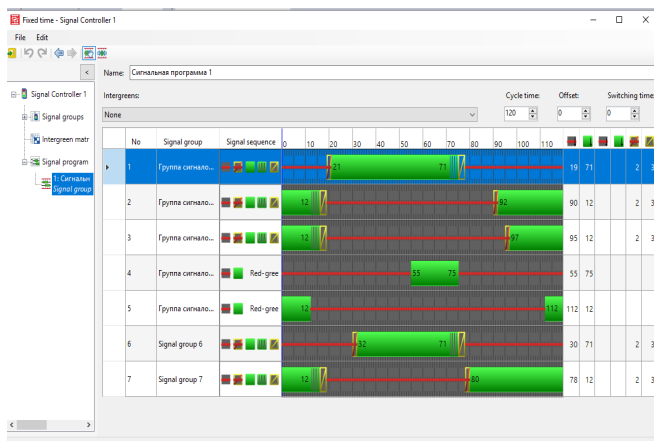 Fixed time - Signal Controller 1
File Edit
Name: Сигнальная программа 1
Signal Controller 1
Signal groups
Intergreen matr
Signal program
1: Сигнальн
Signal group
Intergreens: Cycle time: Offset: Switching time
None 120 0 0
No Signal group Signal sequence 0 10 20 30 40 50 60 70 80 90 100 110
1 Группа сигнало... 21 71 19 71 2 3
2 Группа сигнало... 12 92 90 12 2 3
3 Группа сигнало... 12 97 95 12 2 3
4 Группа сигнало... Red-gree 55 75 55 75
5 Группа сигнало... Red-gree 12 112 112 12
6 Signal group 6 32 71 30 71 2 3
7 Signal group 7 12 80 78 12 2 3